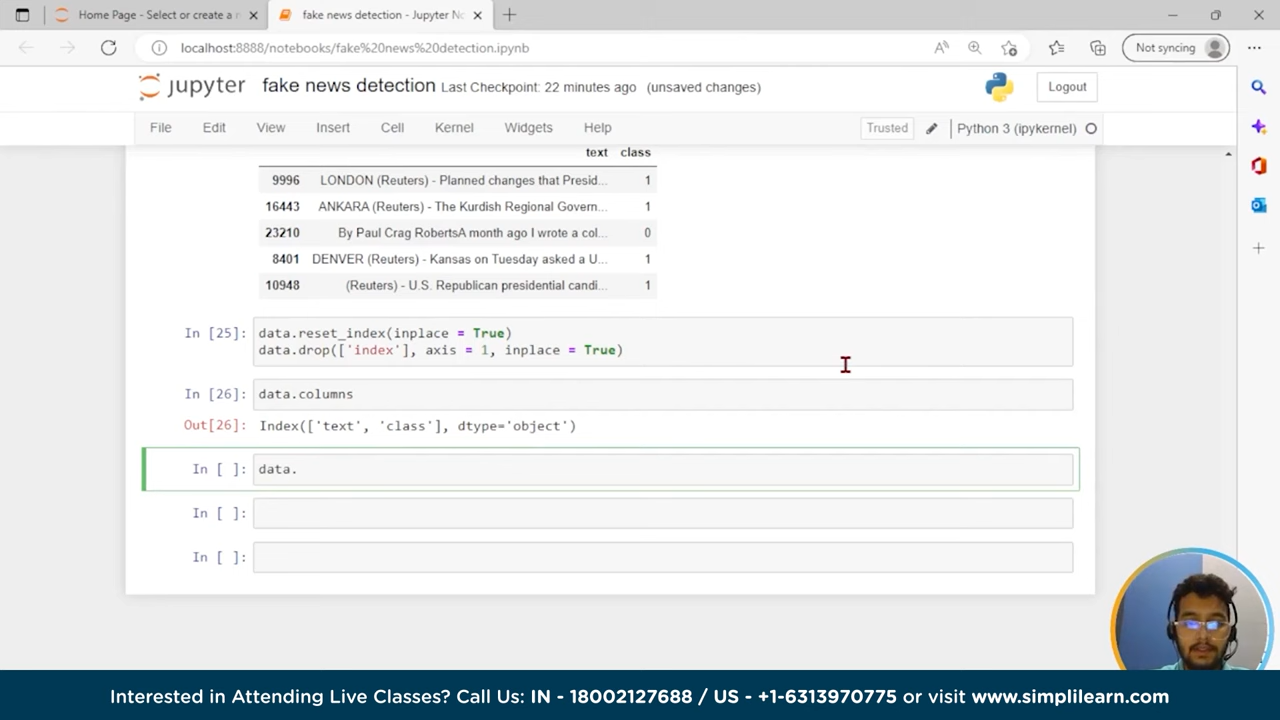 Home Page - Select or create a n
fake news detection - Jupyter No
localhost:8888/notebooks/fake%20news%20detection.ipynb
Not syncing
jupyter fake news detection Last Checkpoint: 22 minutes ago (unsaved changes)
Logout
File Edit View Insert Cell Kernel Widgets Help
Trusted Python 3 (ipykernel)
text class
9996 LONDON (Reuters) - Planned changes that Presid... 1
16443 ANKARA (Reuters) - The Kurdish Regional Govern... 1
23210 By Paul Crag RobertsA month ago I wrote a col... 0
8401 DENVER (Reuters) - Kansas on Tuesday asked a U... 1
10948 (Reuters) - U.S. Republican presidential candi... 1
In [25]: data.reset_index(inplace = True)
data.drop(['index'], axis = 1, inplace = True)
In [26]: data.columns
Out[26]: Index(['text', 'class'], dtype='object')
In [ ]: data.
In [ ]:
In [ ]:
Interested in Attending Live Classes? Call Us: IN - 18002127688 / US - +1-6313970775 or visit www.simplilearn.com